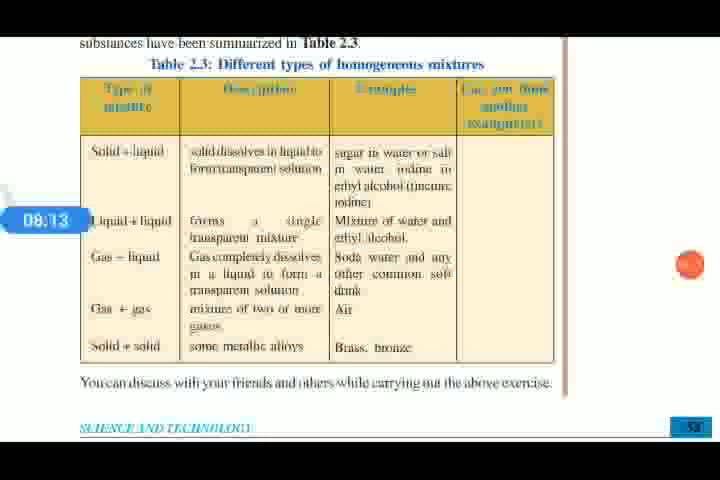 substances have been summarized in Table 2.3.
Table 2.3: Different types of homogeneous mixtures
Type of mixture
Description
Examples
Can you think another example(s)
Solid + liquid
solid dissolves in liquid to
form transparent solution
sugar in water or salt
in water, iodine in
ethyl alcohol (tincture
iodine)
08:13
Liquid + liquid
forms a single
transparent mixture
Mixture of water and
ethyl alcohol.
Gas – liquid
Gas completely dissolves
in a liquid to form a
transparent solution
Soda water and any
other common soft
drink
Gas + gas
mixture of two or more
gases
Air
Solid + solid
some metallic alloys
Brass, bronze
You can discuss with your friends and others while carrying out the above exercise.
SCIENCE AND TECHNOLOGY